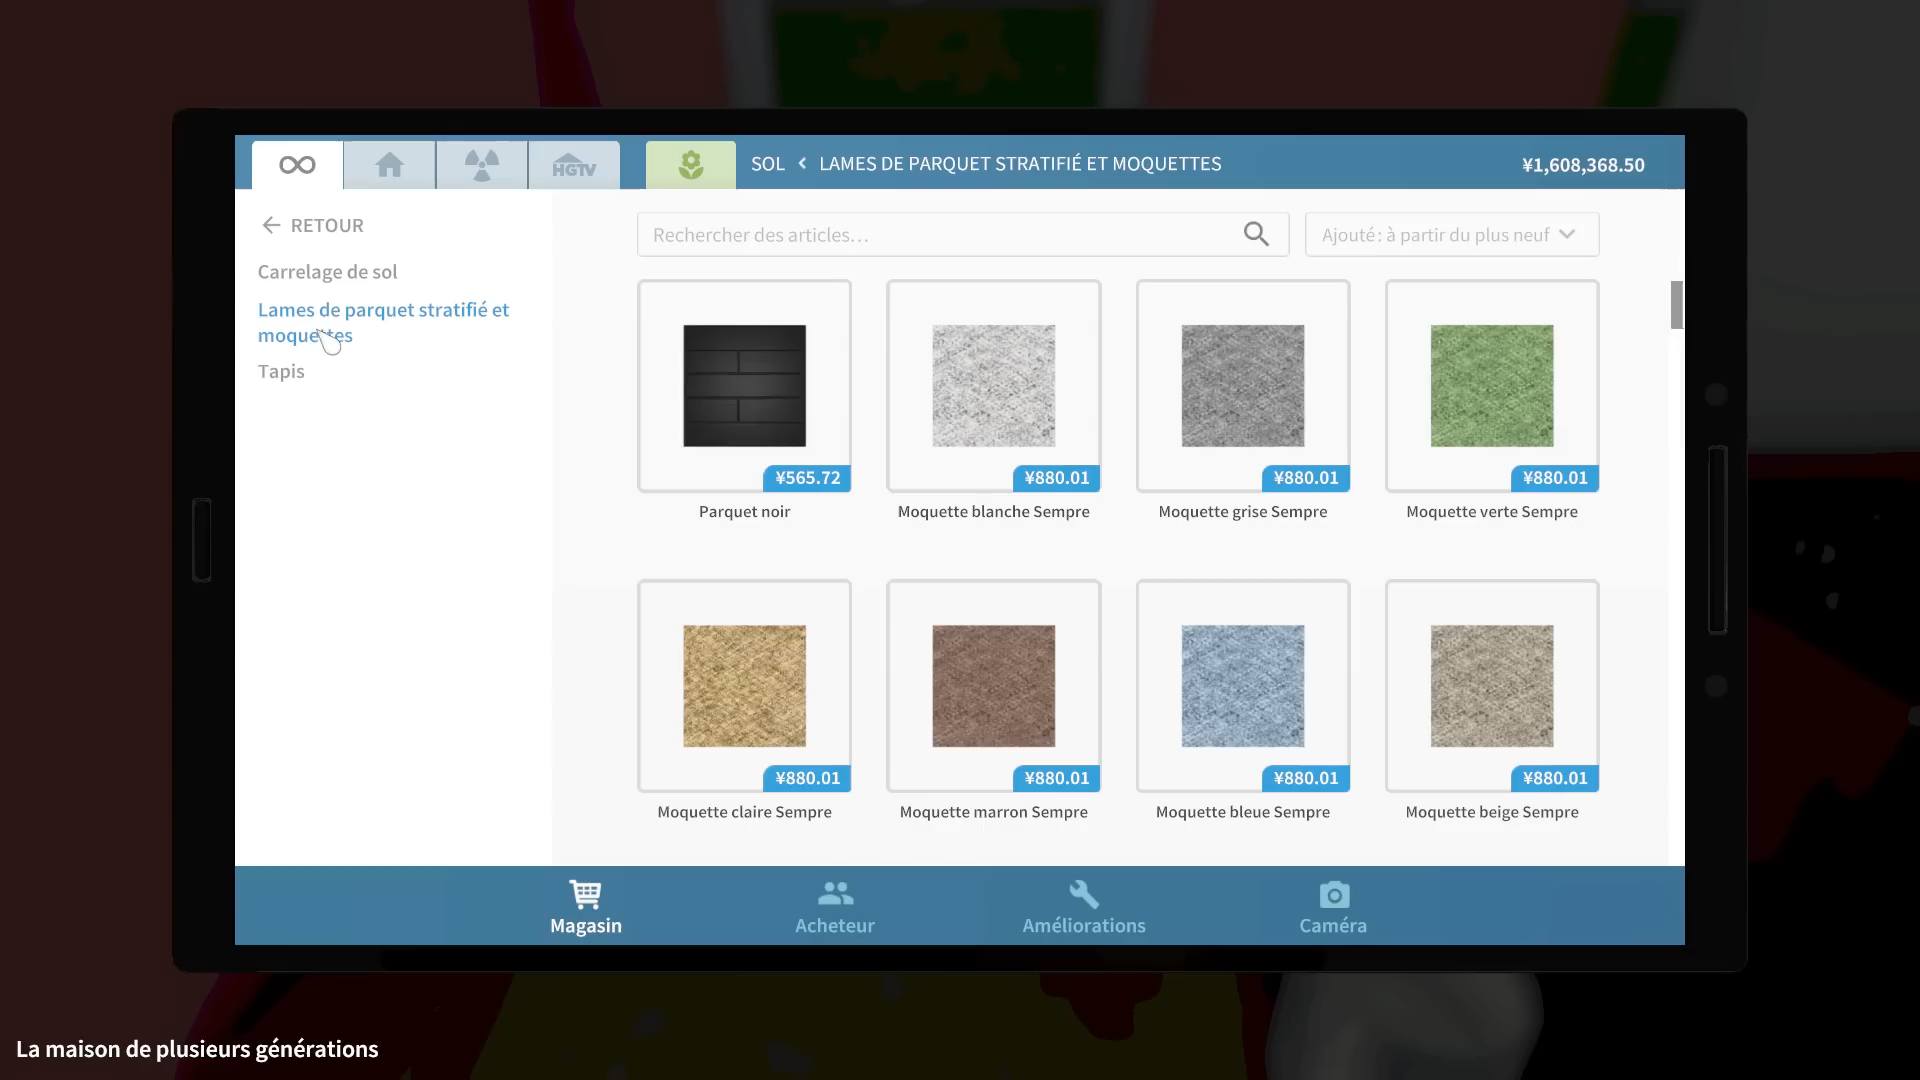 HGTV
SOL < LAMES DE PARQUET STRATIFIÉ ET MOQUETTES
¥1,608,368.50
RETOUR
Carrelage de sol
Lames de parquet stratifié et
moquettes
Tapis
Rechercher des articles...
Ajouté : à partir du plus neuf
¥565.72
¥880.01
¥880.01
¥880.01
Parquet noir
Moquette blanche Sempre
Moquette grise Sempre
Moquette verte Sempre
¥880.01
¥880.01
¥880.01
¥880.01
Moquette claire Sempre
Moquette marron Sempre
Moquette bleue Sempre
Moquette beige Sempre
Magasin
Acheteur
Améliorations
Caméra
La maison de plusieurs générations